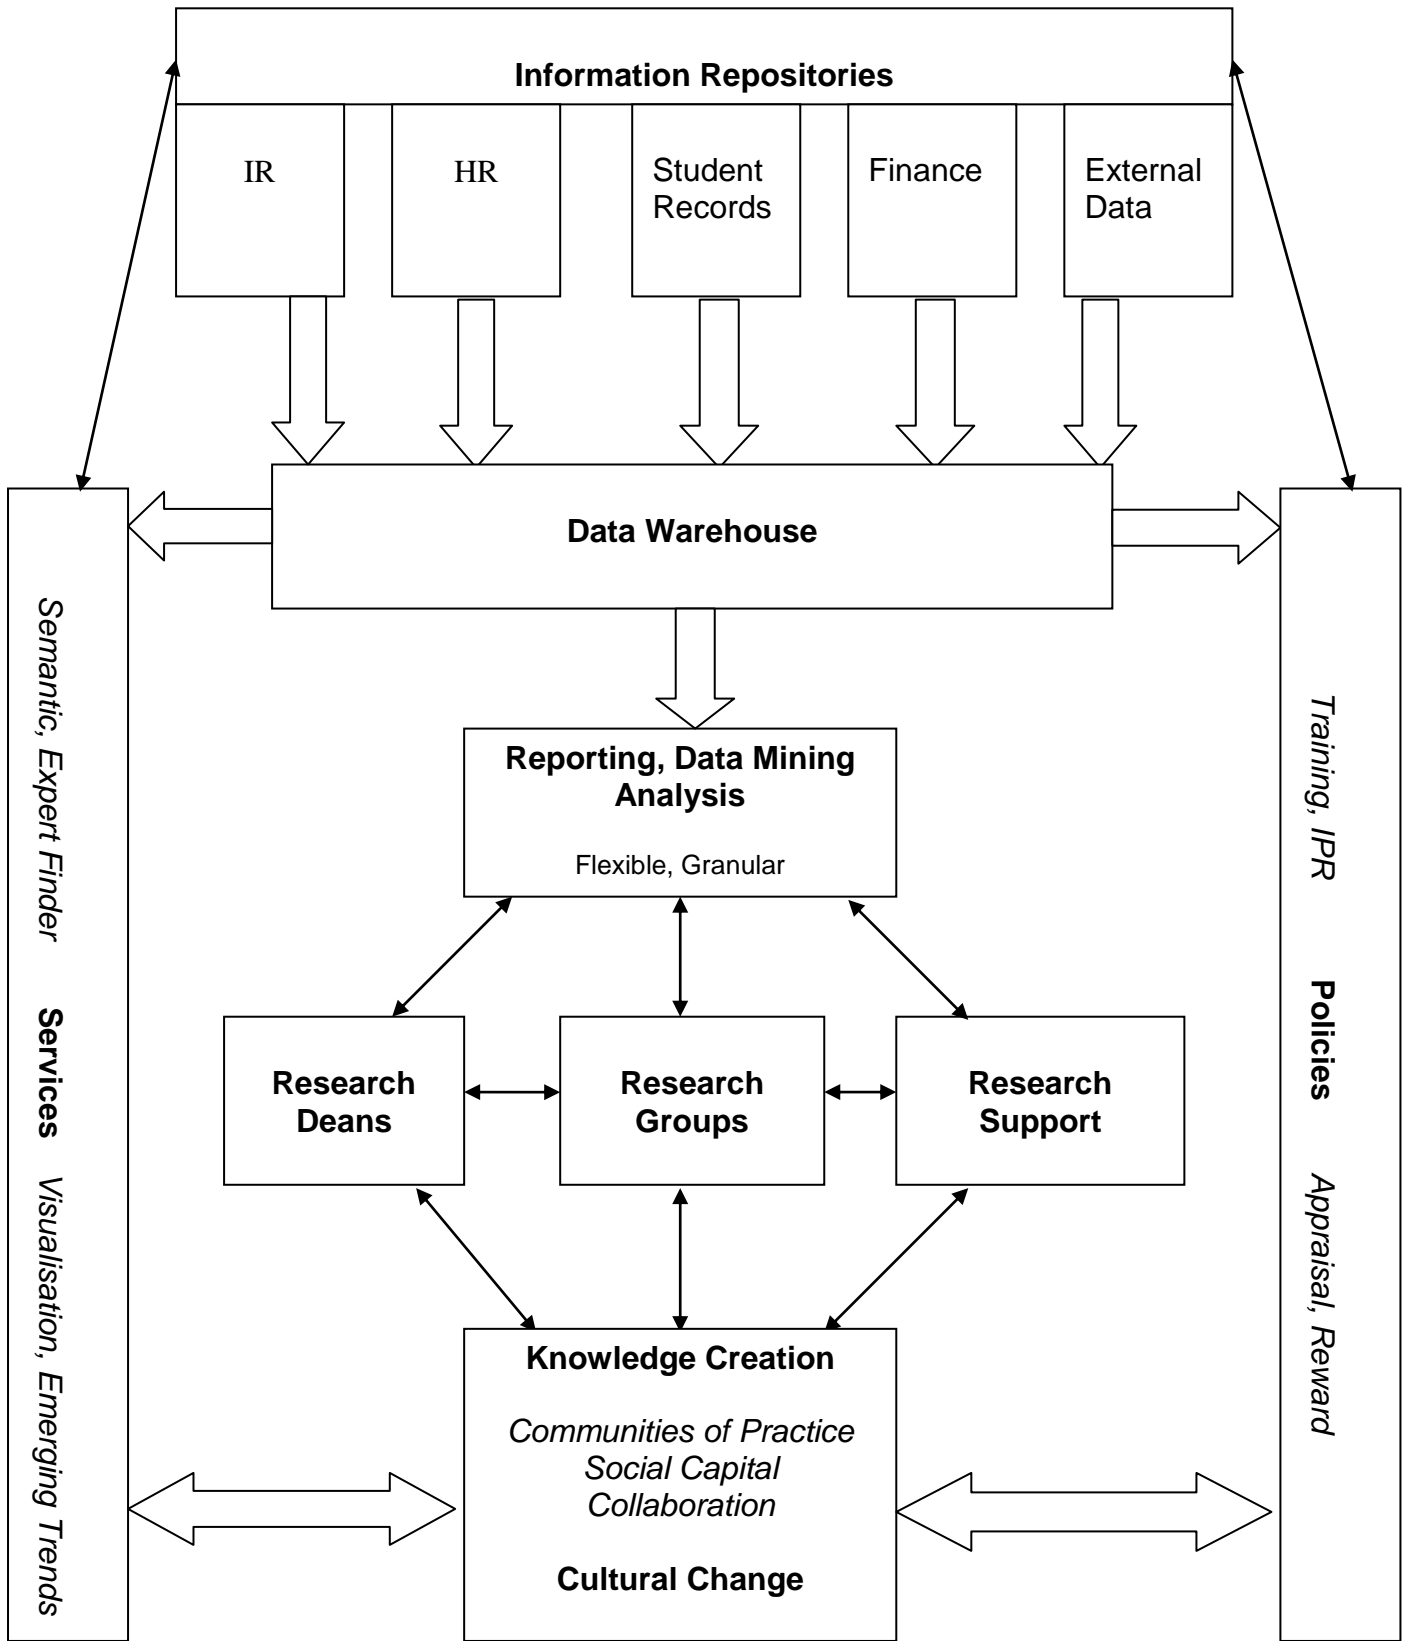 Information Repositories
IR
HR
Student
Records
Finance
External
Data
Data Warehouse
Semantic, Expert Finder Services Visualisation, Emerging Trends
Training, IPR Policies Appraisal, Reward
Reporting, Data Mining
Analysis
Flexible, Granular
Research
Deans
Research
Groups
Research
Support
Knowledge Creation
Communities of Practice
Social Capital
Collaboration
Cultural Change